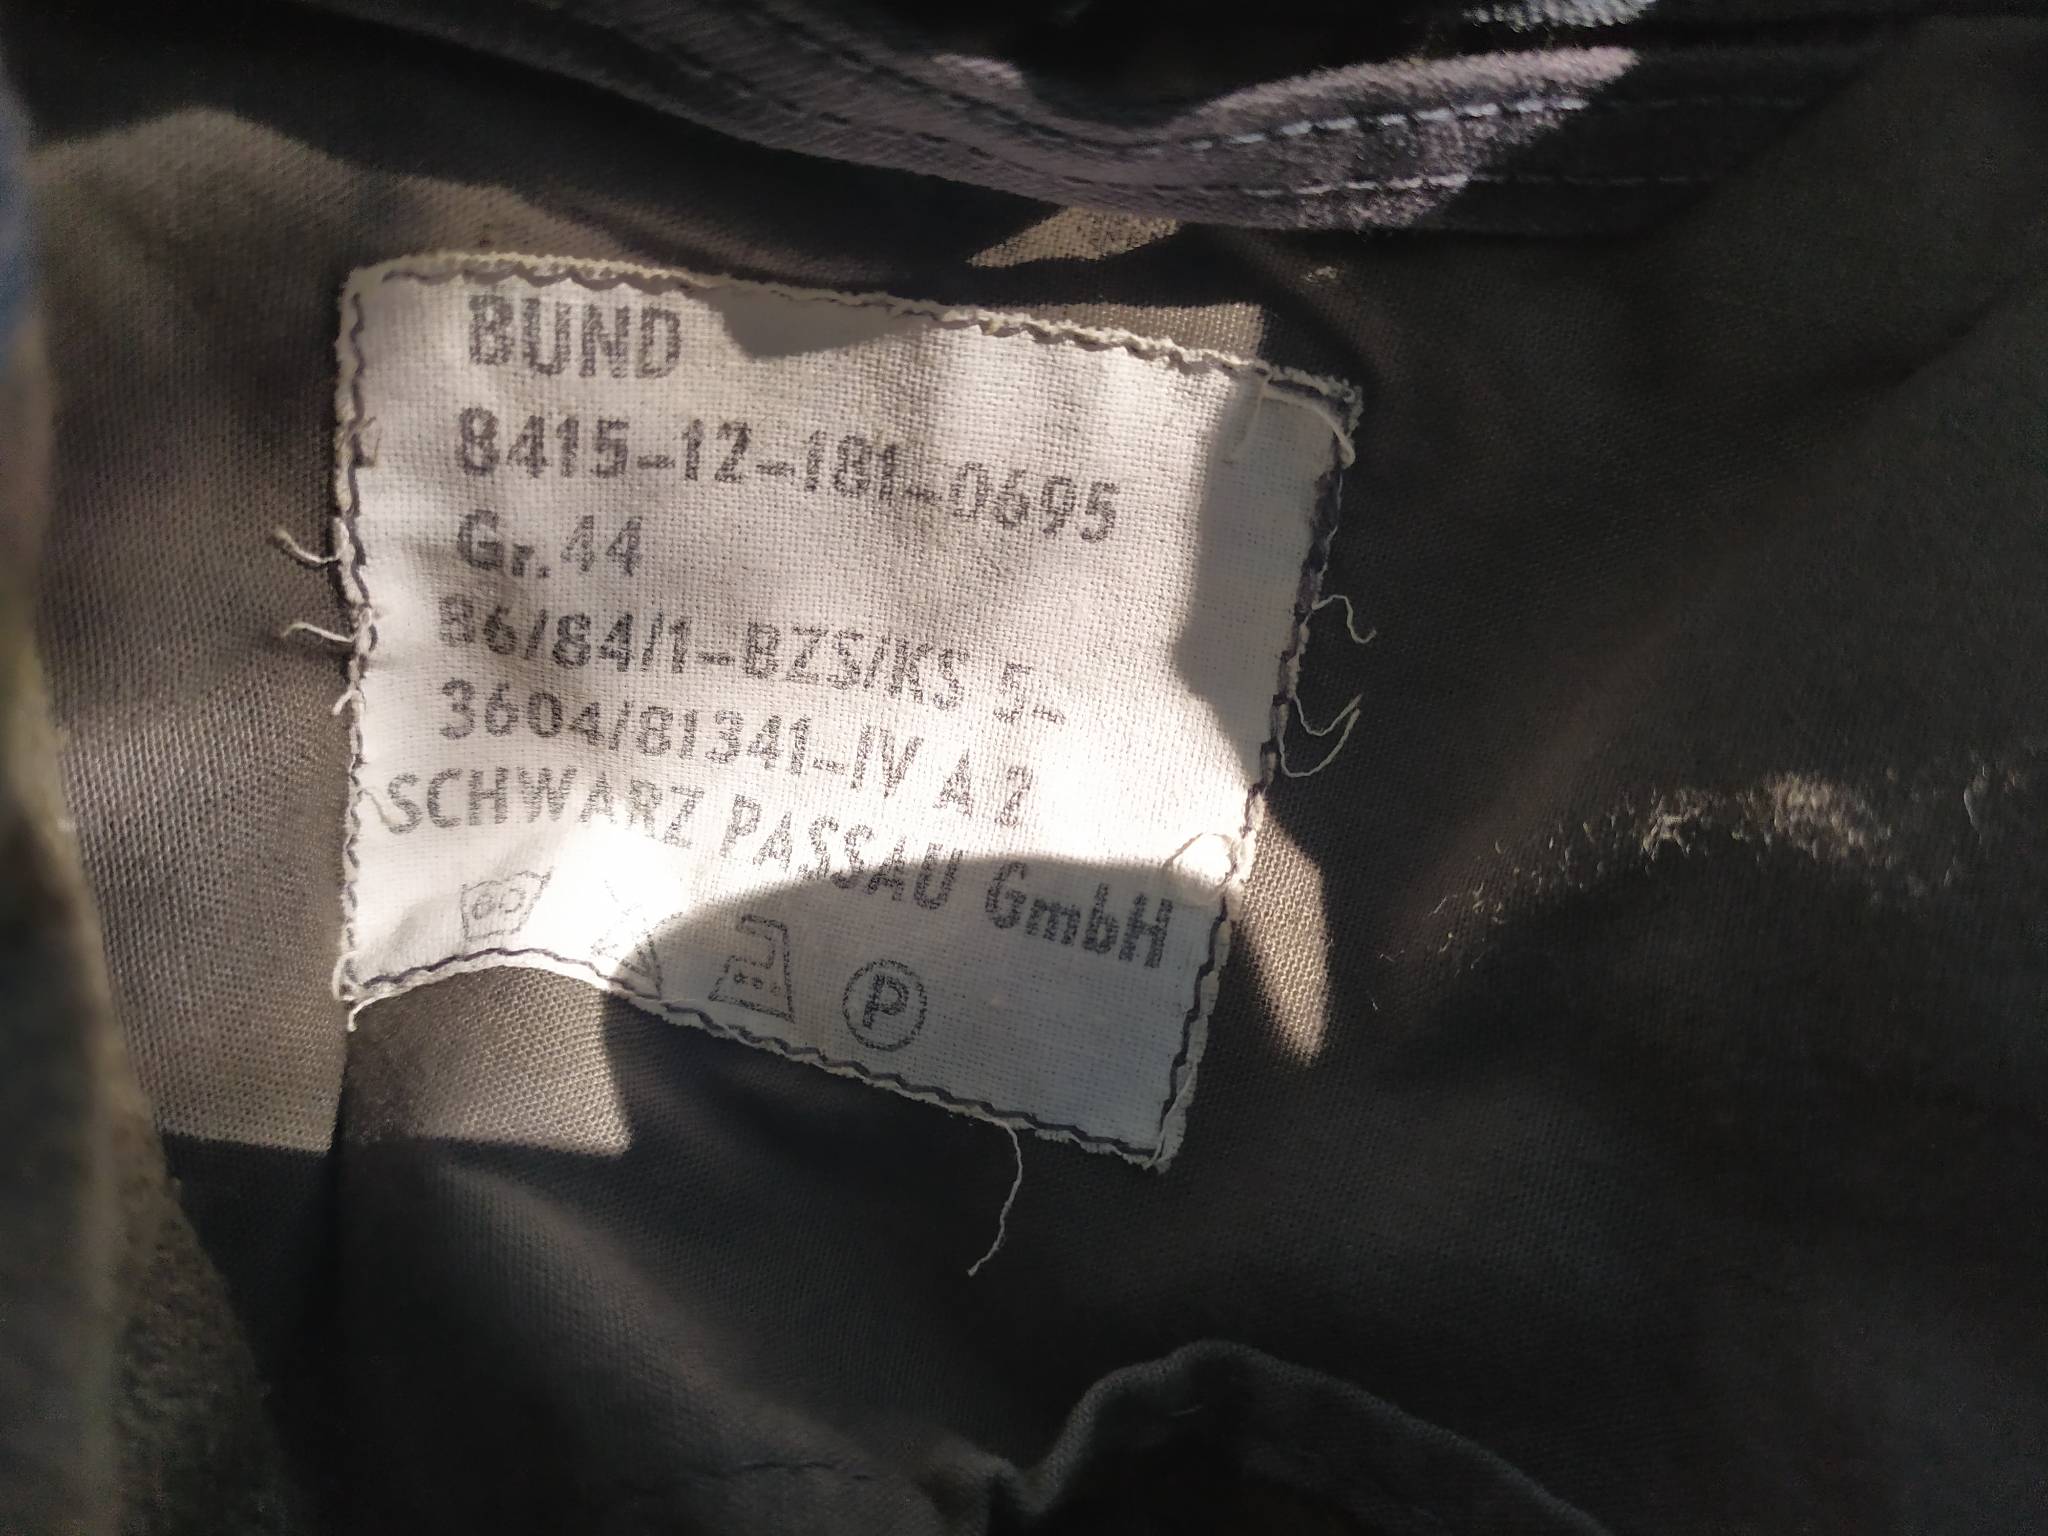 BUND
8415-12-181-0695
Gr. 44
86/84/1-BZS/KS 5-
3604/81341-IV A 2
SCHWARZ PASSAU GmbH
P